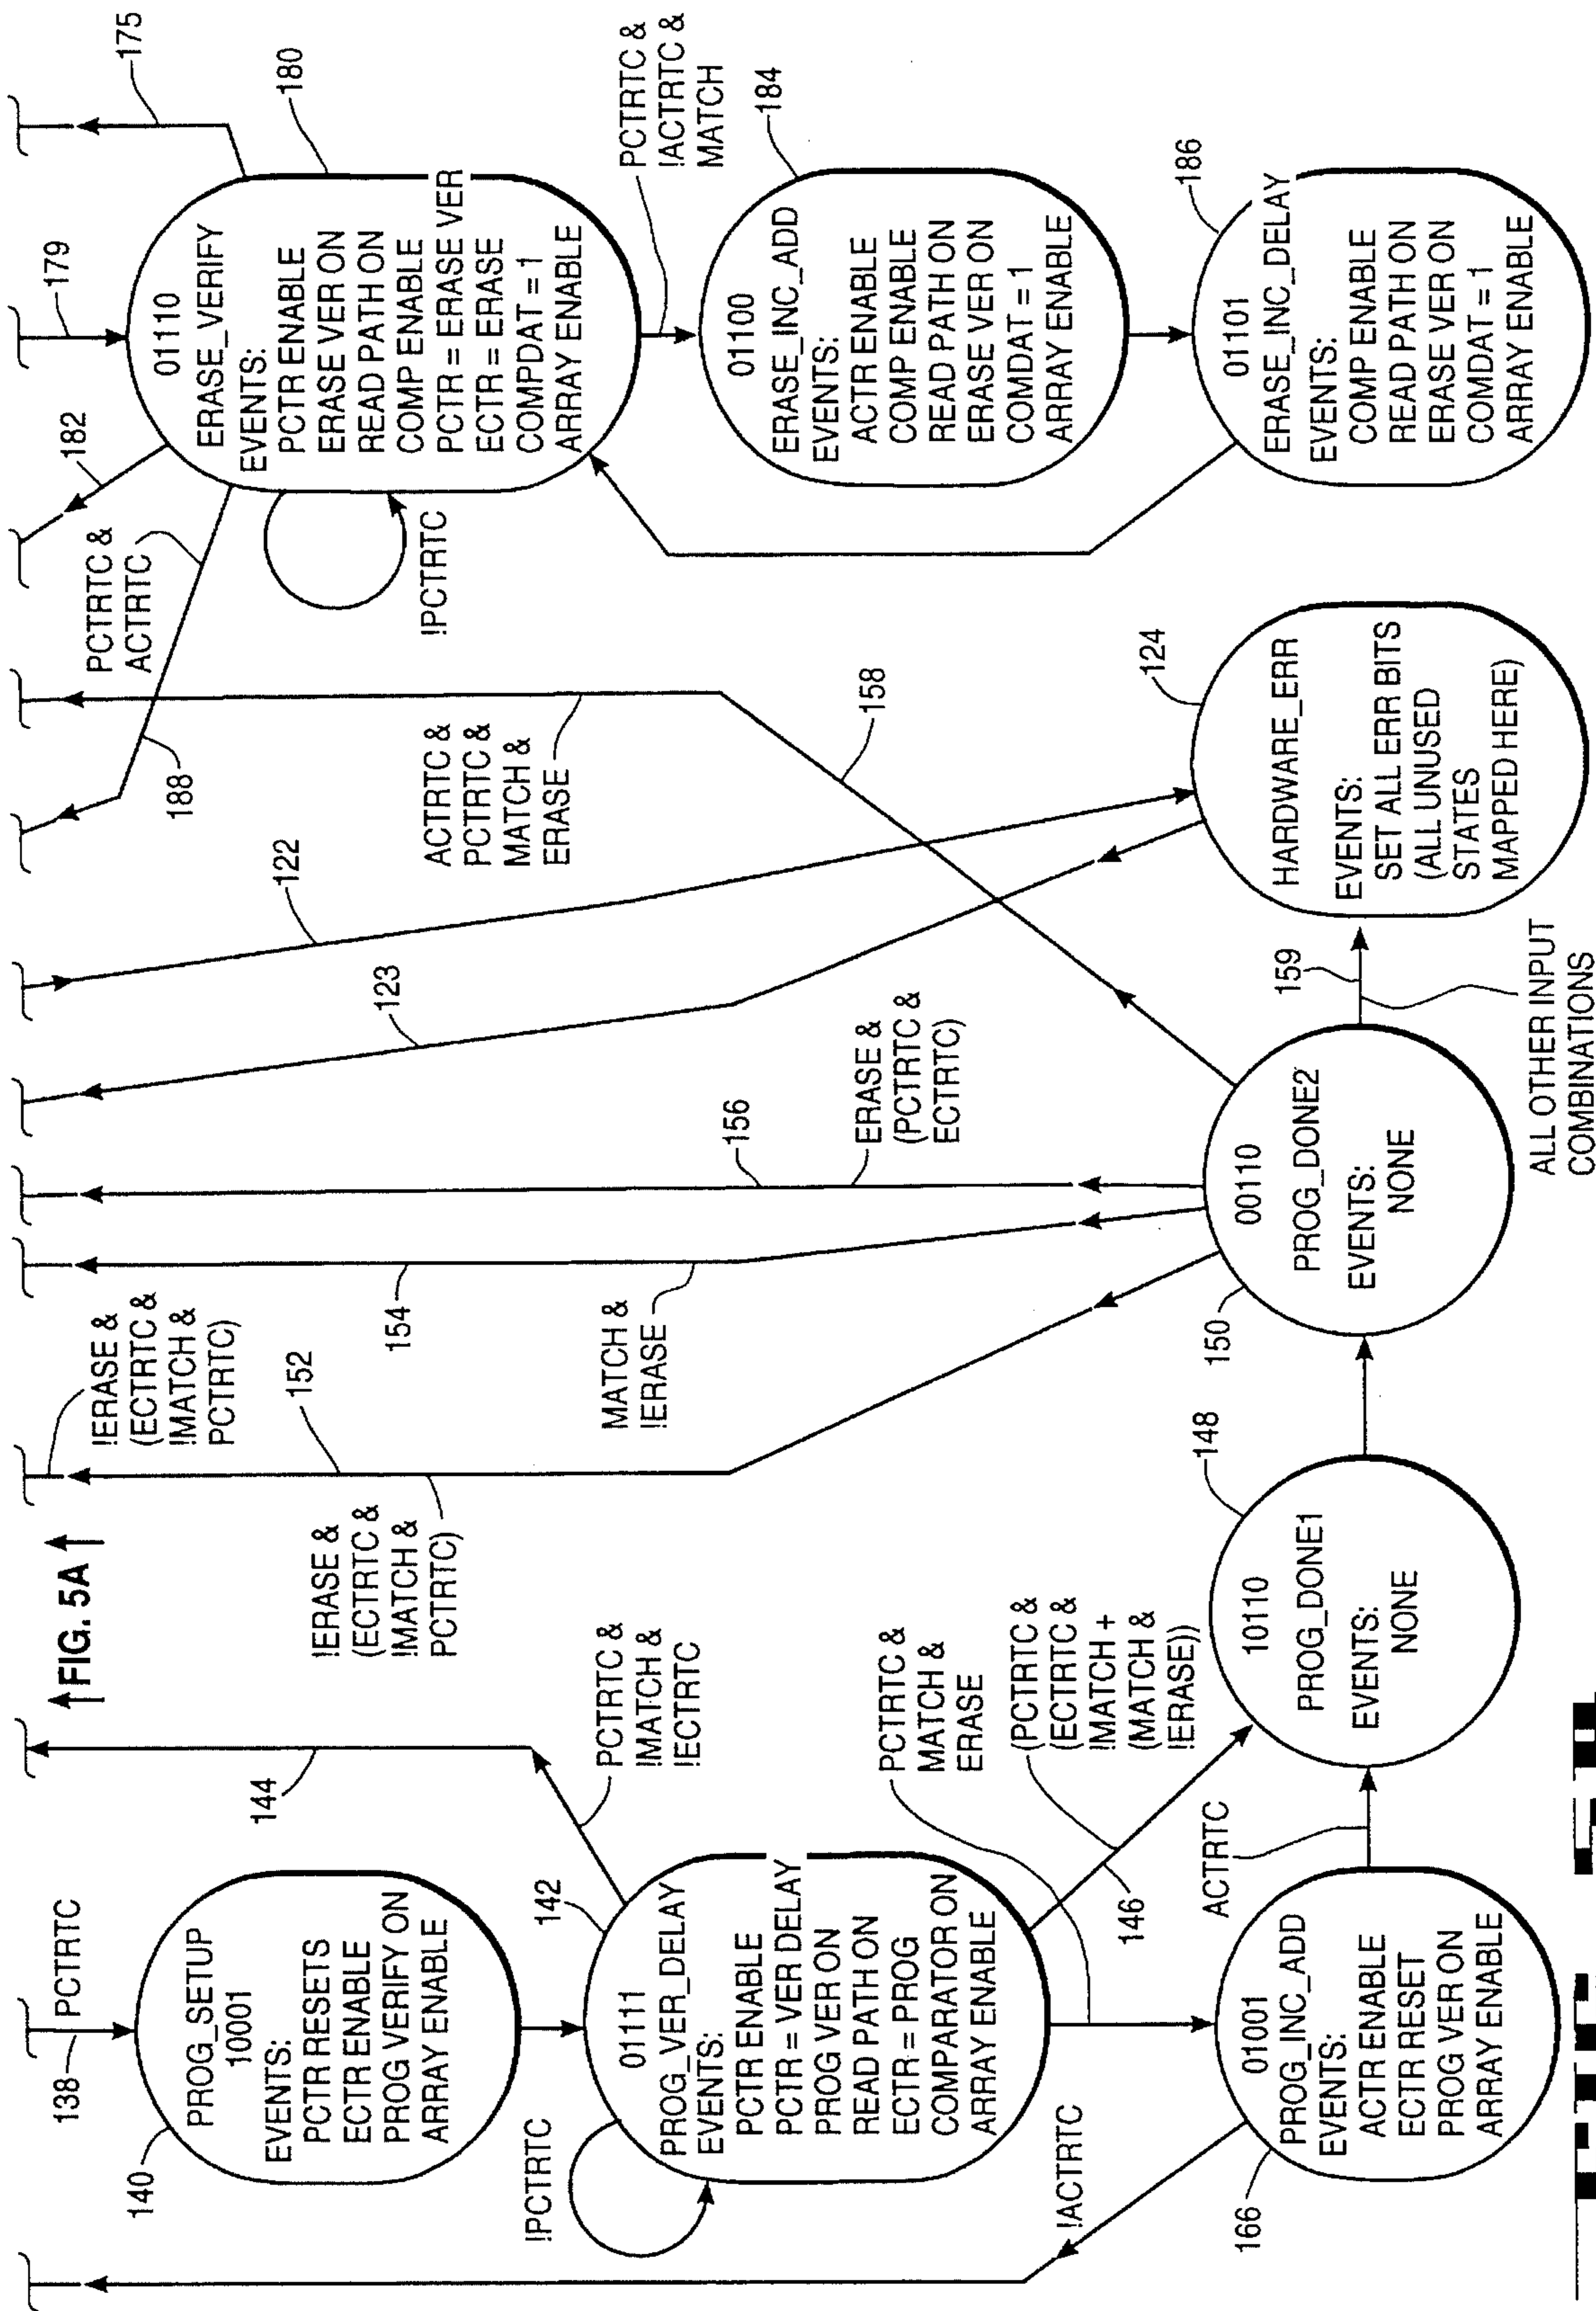 ↑FIG. 5A↑
138
PCTRTC
140
PROG_SETUP
10001
EVENTS:
PCTR RESETS
ECTR ENABLE
PROG VERIFY ON
ARRAY ENABLE
144
!PCTRTC
142
01111
PROG_VER_DELAY
EVENTS:
PCTR ENABLE
PCTR = VER DELAY
PROG VER ON
READ PATH ON
ECTR = PROG
COMPARATOR ON
ARRAY ENABLE
PCTRTC &
!MATCH &
!ECTRTC
PCTRTC &
MATCH &
ERASE
(PCTRTC &
(ECTRTC &
!MATCH +
(MATCH &
!ERASE))
146
!ACTRTC
166
01001
PROG_INC_ADD
EVENTS:
ACTR ENABLE
ECTR RESET
PROG VER ON
ARRAY ENABLE
ACTRTC
148
10110
PROG_DONE1
EVENTS:
NONE
!ERASE &
(ECTRTC &
!MATCH &
PCTRTC)
152
!ERASE &
(ECTRTC &
!MATCH &
PCTRTC)
154
MATCH &
!ERASE
156
ERASE &
(PCTRTC &
ECTRTC)
150
00110
PROG_DONE2
EVENTS:
NONE
159
ALL OTHER INPUT
COMBINATIONS
123
122
158
ACTRTC &
PCTRTC &
MATCH &
ERASE
124
HARDWARE_ERR
EVENTS:
SET ALL ERR BITS
(ALL UNUSED
STATES
MAPPED HERE)
188
PCTRTC &
ACTRTC
182
179
175
!PCTRTC
180
01110
ERASE_VERIFY
EVENTS:
PCTR ENABLE
ERASE VER ON
READ PATH ON
COMP ENABLE
PCTR = ERASE VER
ECTR = ERASE
COMPDAT = 1
ARRAY ENABLE
PCTRTC &
!ACTRTC &
MATCH
184
01100
ERASE_INC_ADD
EVENTS:
ACTR ENABLE
COMP ENABLE
READ PATH ON
ERASE VER ON
COMDAT = 1
ARRAY ENABLE
186
01101
ERASE_INC_DELAY
EVENTS:
COMP ENABLE
READ PATH ON
ERASE VER ON
COMDAT = 1
ARRAY ENABLE